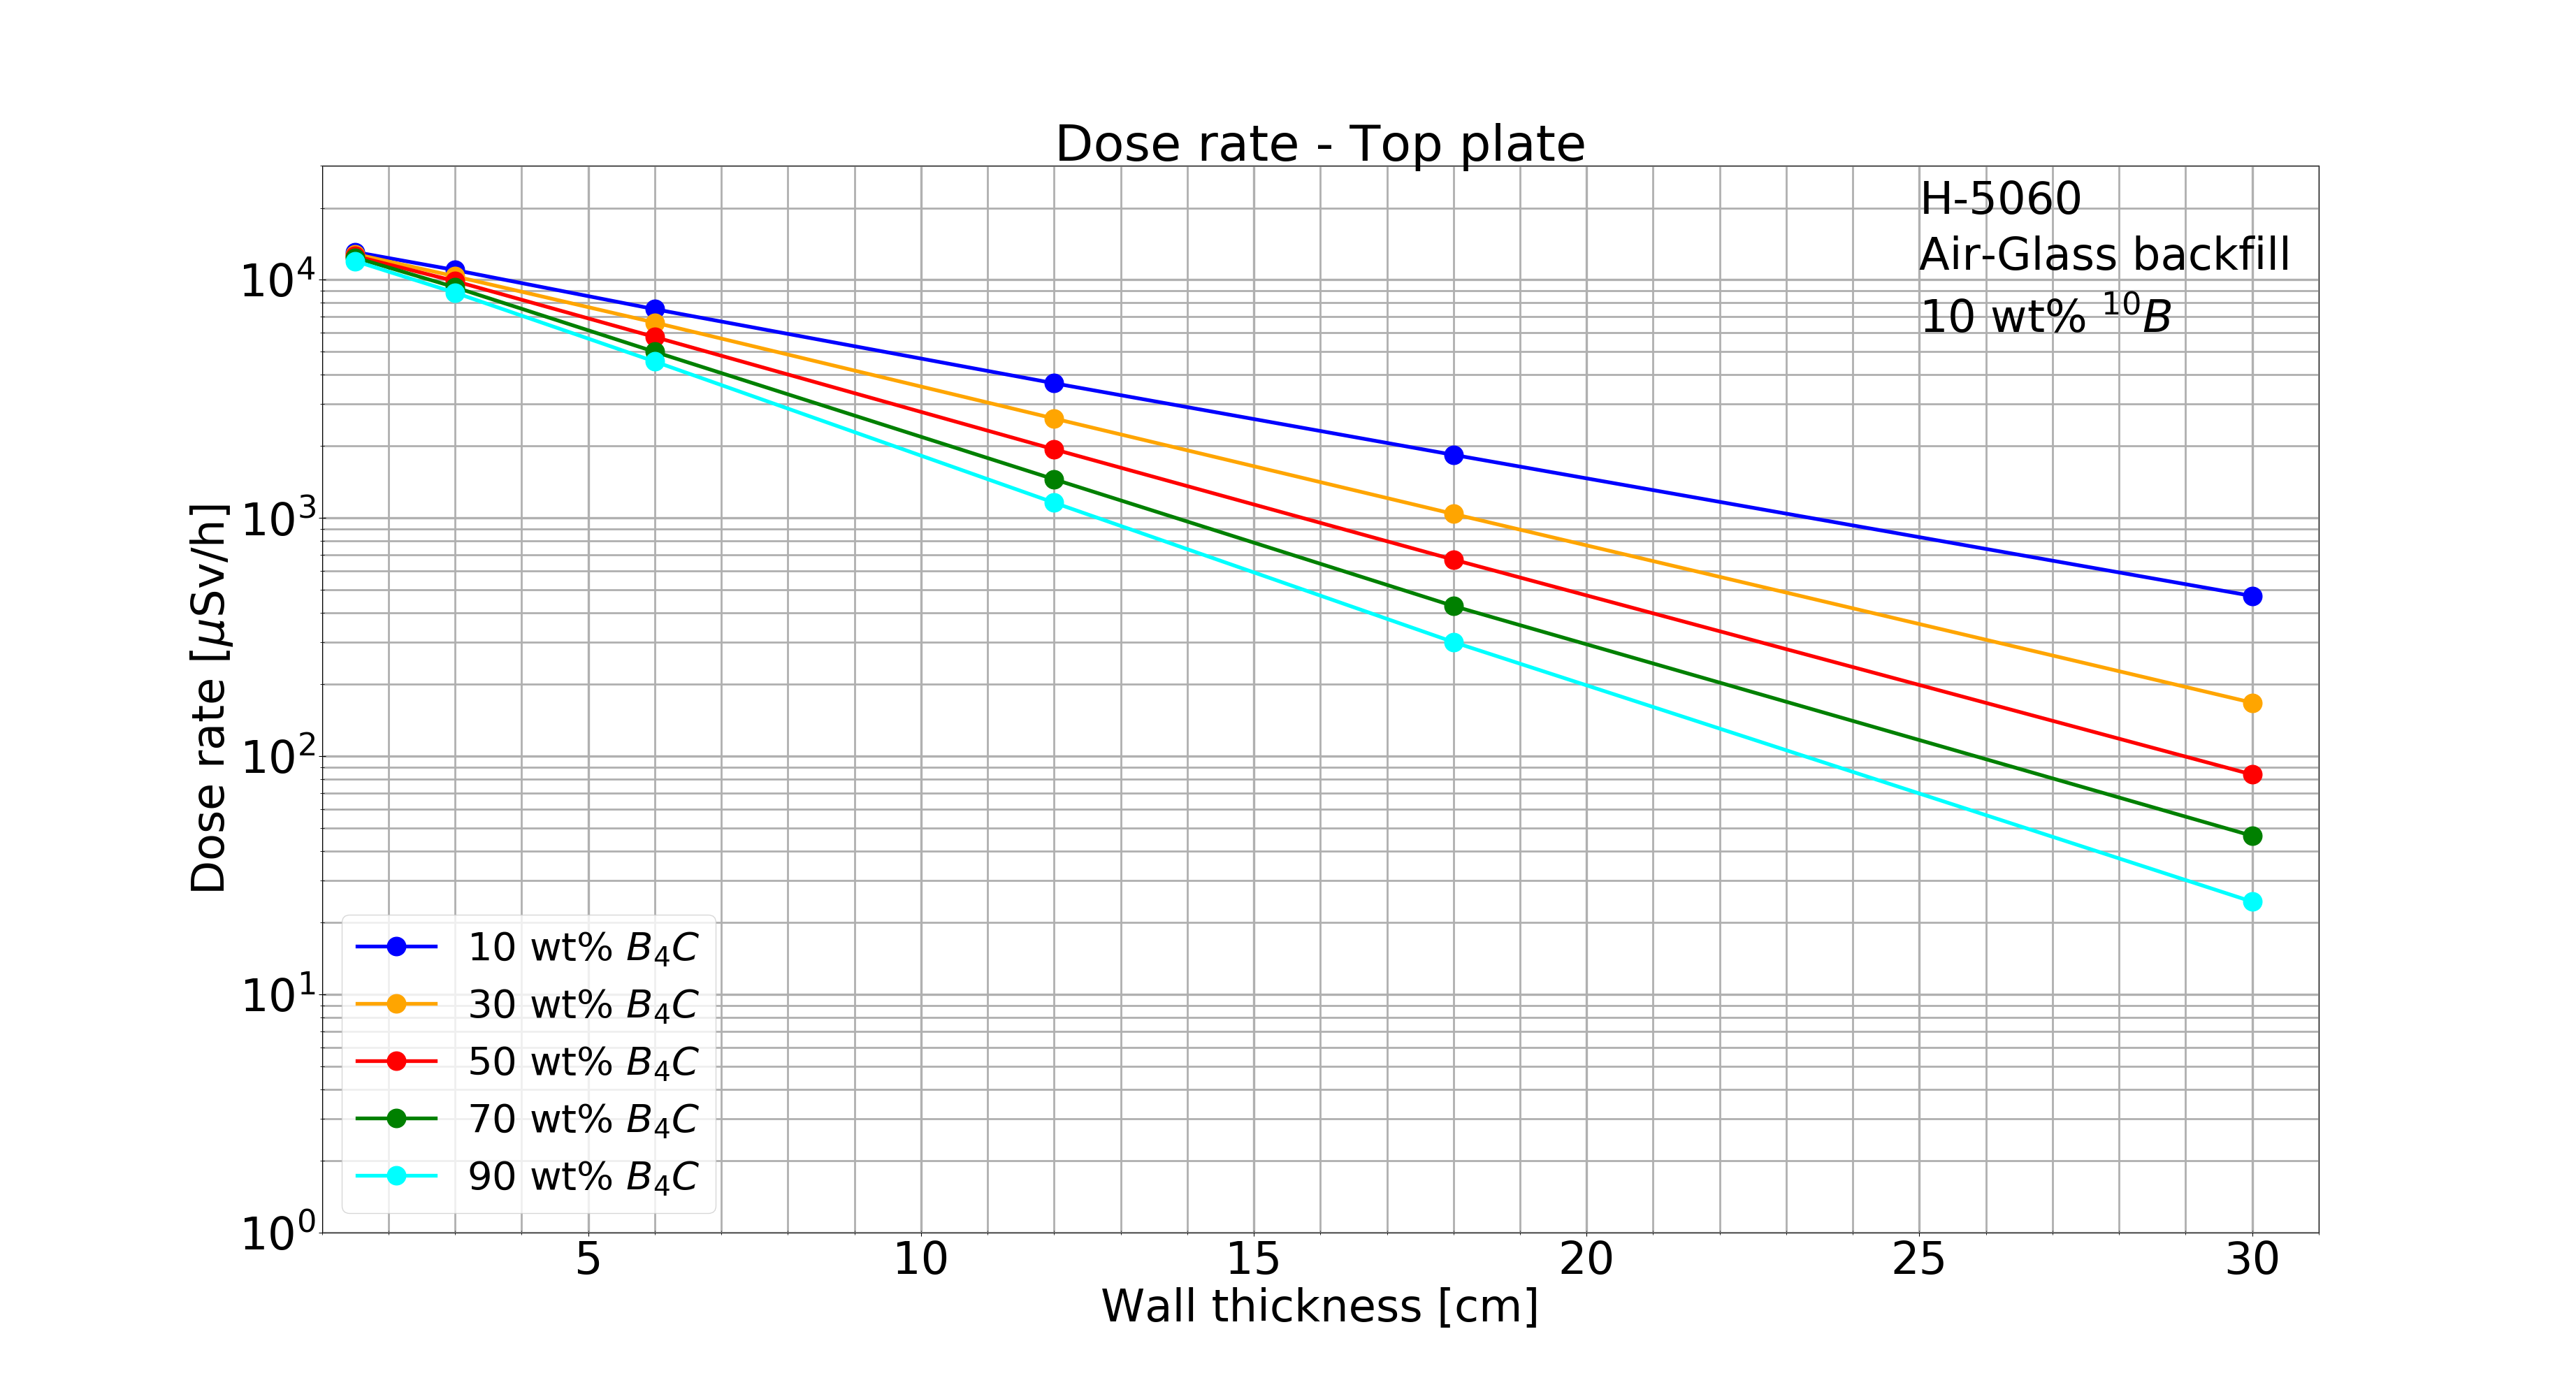 Dose rate - Top plate
H-5060
Air-Glass backfill
10 wt% ¹⁰B
Dose rate [μSv/h]
10⁴
10³
10²
10¹
10⁰
10 wt% B₄C
30 wt% B₄C
50 wt% B₄C
70 wt% B₄C
90 wt% B₄C
5 10 15 20 25 30
Wall thickness [cm]